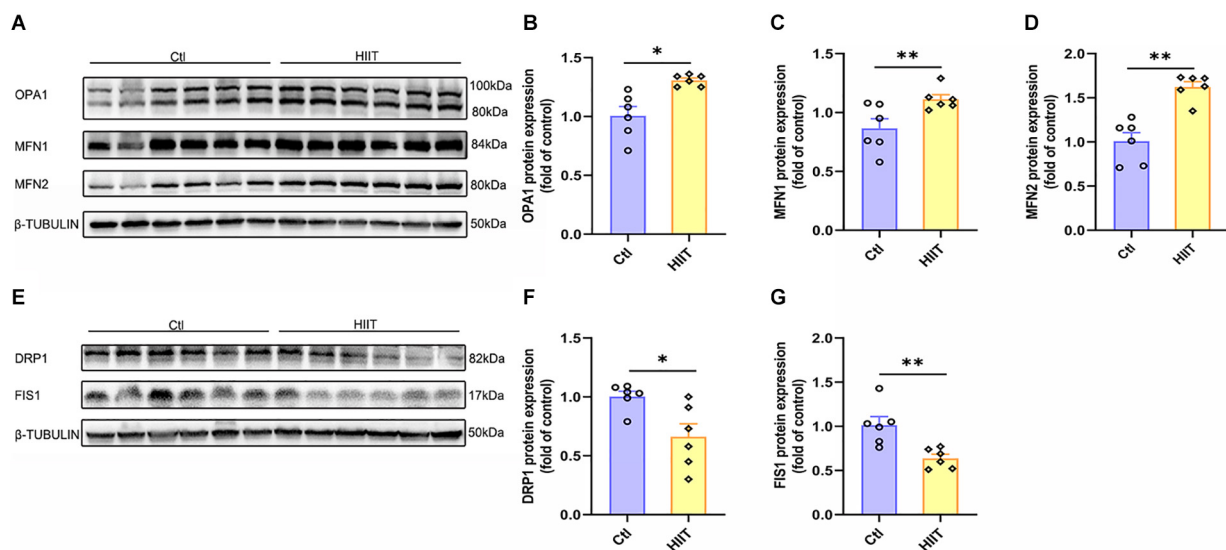 A
Ctl HIIT
OPA1 100kDa
80kDa
MFN1 84kDa
MFN2 80kDa
β-TUBULIN 50kDa
B
OPA1 protein expression
(fold of control)
1.5
1.0
0.5
0.0
*
Ctl HIIT
C
MFN1 protein expression
(fold of control)
1.5
1.0
0.5
0.0
**
Ctl HIIT
D
MFN2 protein expression
(fold of control)
2.0
1.5
1.0
0.5
0.0
**
Ctl HIIT
E
Ctl HIIT
DRP1 82kDa
FIS1 17kDa
β-TUBULIN 50kDa
F
DRP1 protein expression
(fold of control)
1.5
1.0
0.5
0.0
*
Ctl HIIT
G
FIS1 protein expression
(fold of control)
2.0
1.5
1.0
0.5
0.0
**
Ctl HIIT